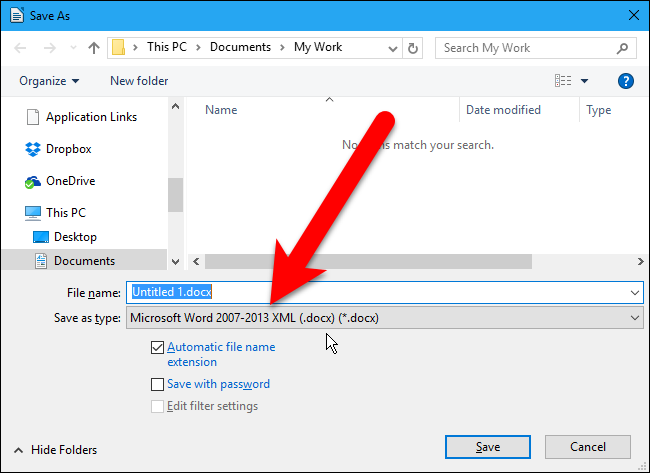 Save As
This PC > Documents > My Work
Search My Work
Organize
New folder
Name
Date modified
Type
Application Links
Dropbox
OneDrive
This PC
Desktop
Documents
match your search.
File name:
Untitled 1.docx
Save as type:
Microsoft Word 2007-2013 XML (.docx) (*.docx)
Automatic file name
extension
Save with password
Edit filter settings
Hide Folders
Save
Cancel